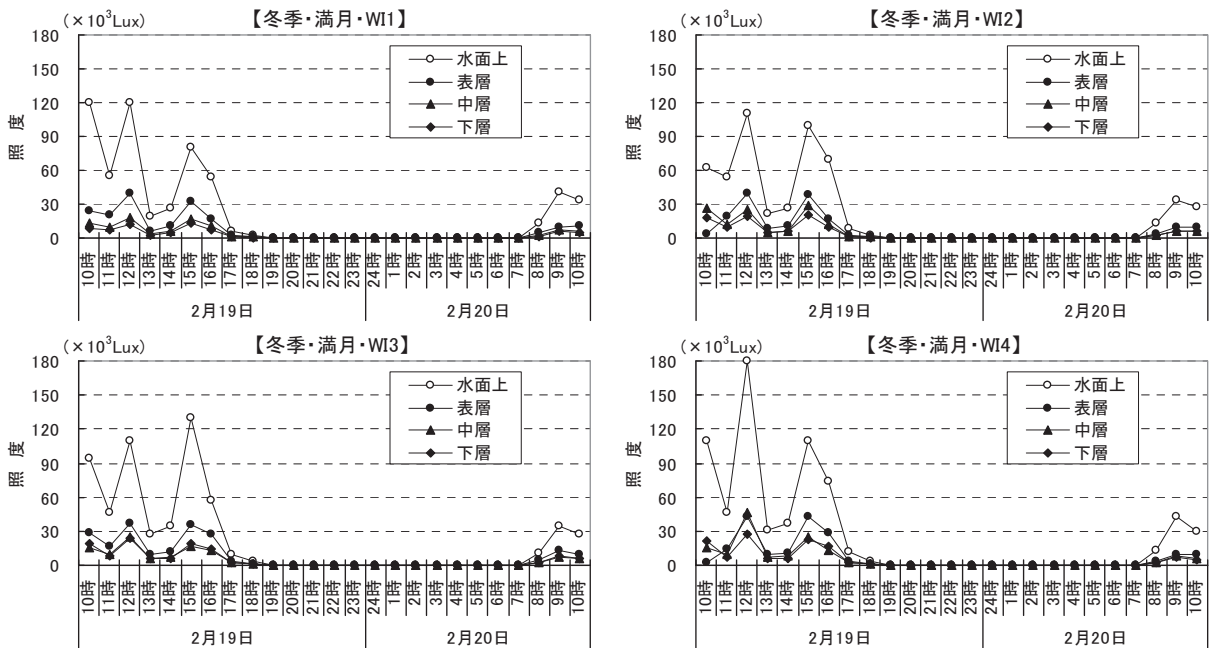 (×10³Lux) 【冬季・満月・WI1】
180
150
120
90
60
30
0
照度
水面上
表層
中層
下層
10時 11時 12時 13時 14時 15時 16時 17時 18時 19時 20時 21時 22時 23時 24時 1時 2時 3時 4時 5時 6時 7時 8時 9時 10時
2月19日 2月20日
(×10³Lux) 【冬季・満月・WI2】
180
150
120
90
60
30
0
照度
水面上
表層
中層
下層
10時 11時 12時 13時 14時 15時 16時 17時 18時 19時 20時 21時 22時 23時 24時 1時 2時 3時 4時 5時 6時 7時 8時 9時 10時
2月19日 2月20日
(×10³Lux) 【冬季・満月・WI3】
180
150
120
90
60
30
0
照度
水面上
表層
中層
下層
10時 11時 12時 13時 14時 15時 16時 17時 18時 19時 20時 21時 22時 23時 24時 1時 2時 3時 4時 5時 6時 7時 8時 9時 10時
2月19日 2月20日
(×10³Lux) 【冬季・満月・WI4】
180
150
120
90
60
30
0
照度
水面上
表層
中層
下層
10時 11時 12時 13時 14時 15時 16時 17時 18時 19時 20時 21時 22時 23時 24時 1時 2時 3時 4時 5時 6時 7時 8時 9時 10時
2月19日 2月20日